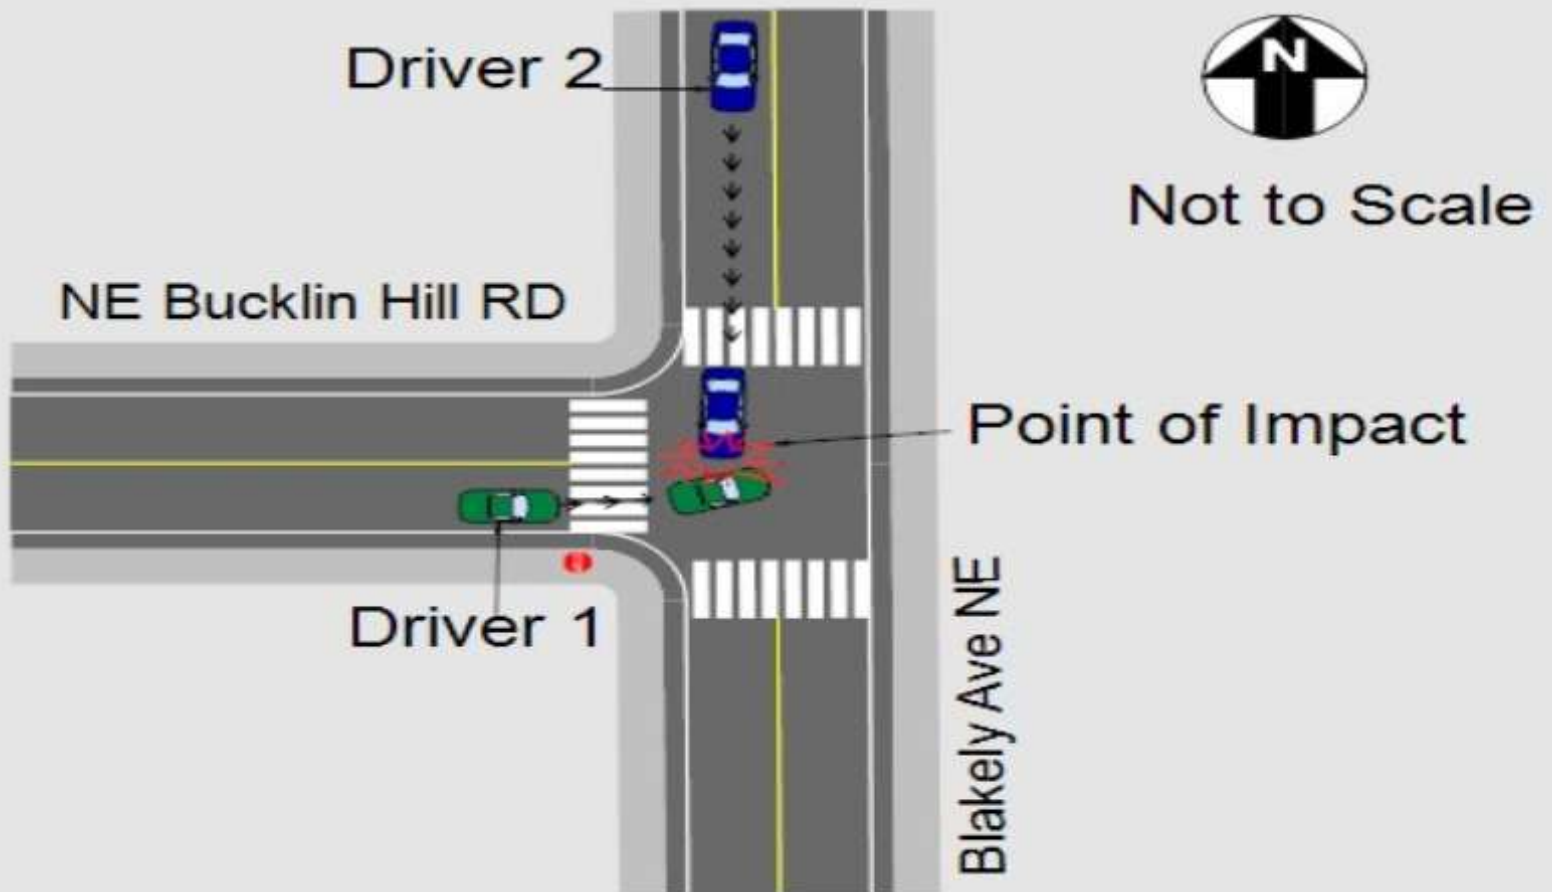 Driver 2
N
Not to Scale
NE Bucklin Hill RD
Point of Impact
Driver 1
Blakely Ave NE